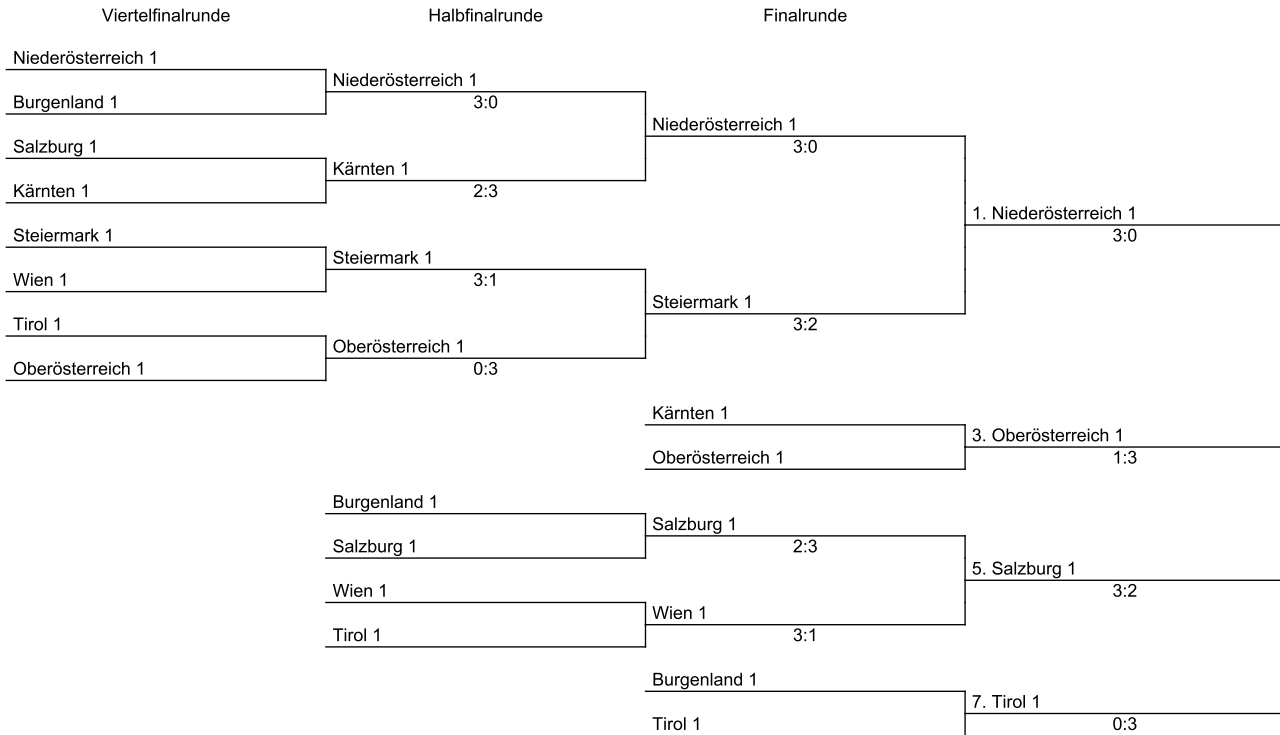 Viertelfinalrunde Halbfinalrunde Finalrunde
Niederösterreich 1
Niederösterreich 1
Burgenland 1
3:0
Niederösterreich 1
Salzburg 1
3:0
Kärnten 1
Kärnten 1
2:3
1. Niederösterreich 1
Steiermark 1
3:0
Steiermark 1
Wien 1
3:1
Steiermark 1
Tirol 1
3:2
Oberösterreich 1
Oberösterreich 1
0:3
Kärnten 1
3. Oberösterreich 1
Oberösterreich 1
1:3
Burgenland 1
Salzburg 1
Salzburg 1
2:3
5. Salzburg 1
Wien 1
3:2
Wien 1
Tirol 1
3:1
Burgenland 1
7. Tirol 1
Tirol 1
0:3